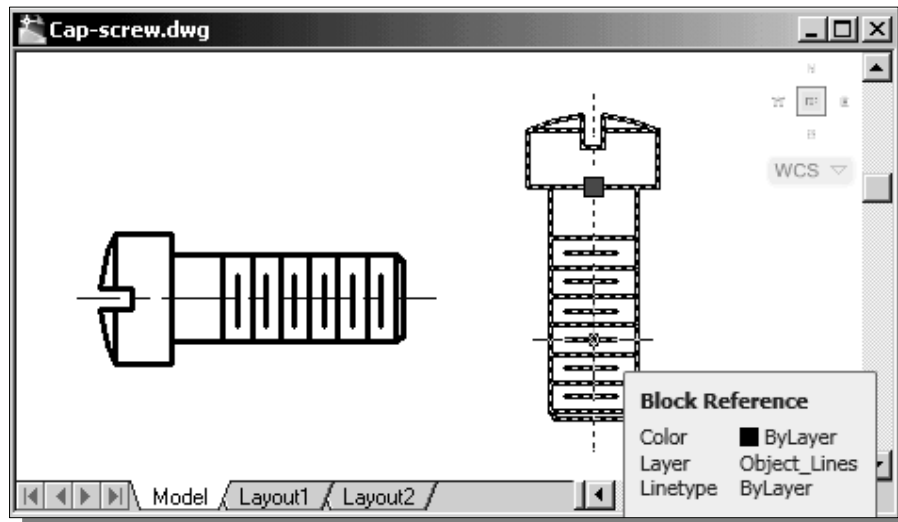 Cap-screw.dwg
WCS
Block Reference
Color ByLayer
Layer Object_Lines
Linetype ByLayer
Model Layout1 Layout2